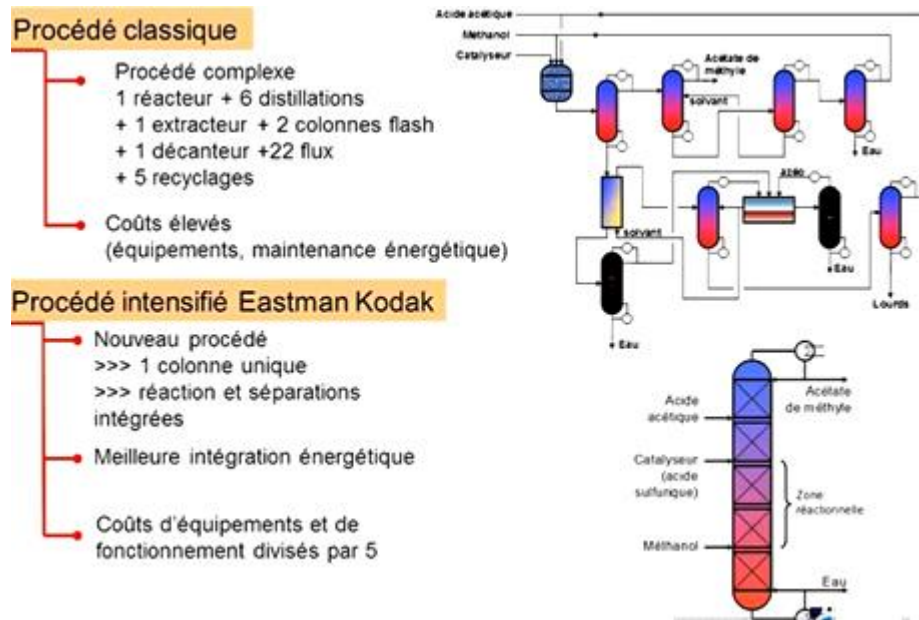 Procédé classique
Procédé complexe
1 réacteur + 6 distillations
+ 1 extracteur + 2 colonnes flash
+ 1 décanteur +22 flux
+ 5 recyclages
Coûts élevés
(équipements, maintenance énergétique)
Acide acétique
Methanol
Catalyseur
Acétate de
méthyle
solvant
Eau
solvant
azéo
Eau
Eau
Lourds
Procédé intensifié Eastman Kodak
Nouveau procédé
>>> 1 colonne unique
>>> réaction et séparations
intégrées
Meilleure intégration énergétique
Coûts d'équipements et de
fonctionnement divisés par 5
Acide
acétique
Catalyseur
(acide
sulfurique)
Mélhanol
Acétate
de méthyle
Zone
réactionnelle
Eau